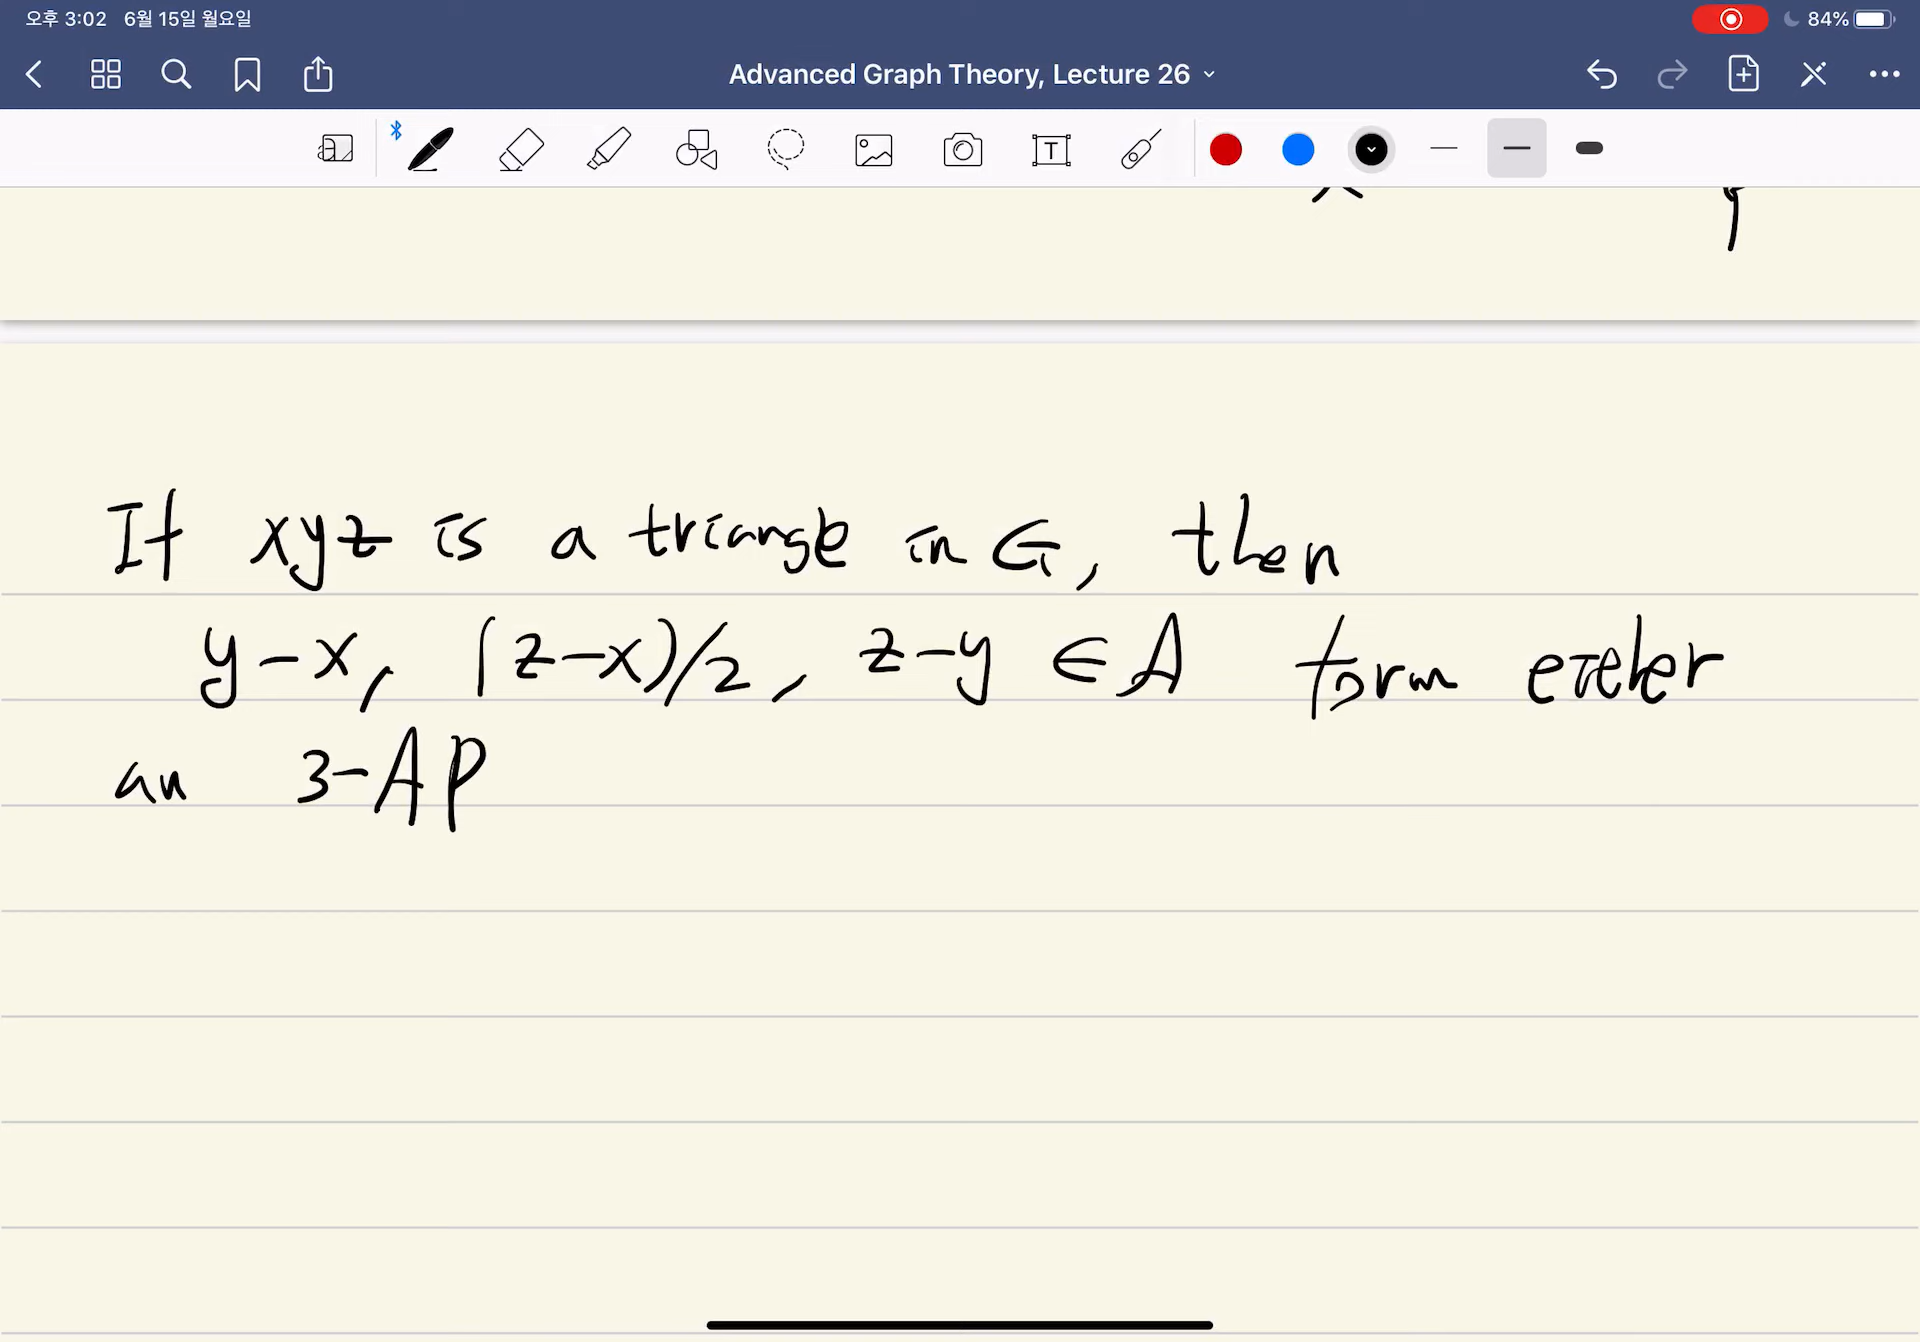 오후 3:02 6월 15일 월요일
84%
Advanced Graph Theory, Lecture 26
x y
If xyz is a triangle in G, then
y-x, (z-x)/2, z-y ∈ A form either
an 3-AP